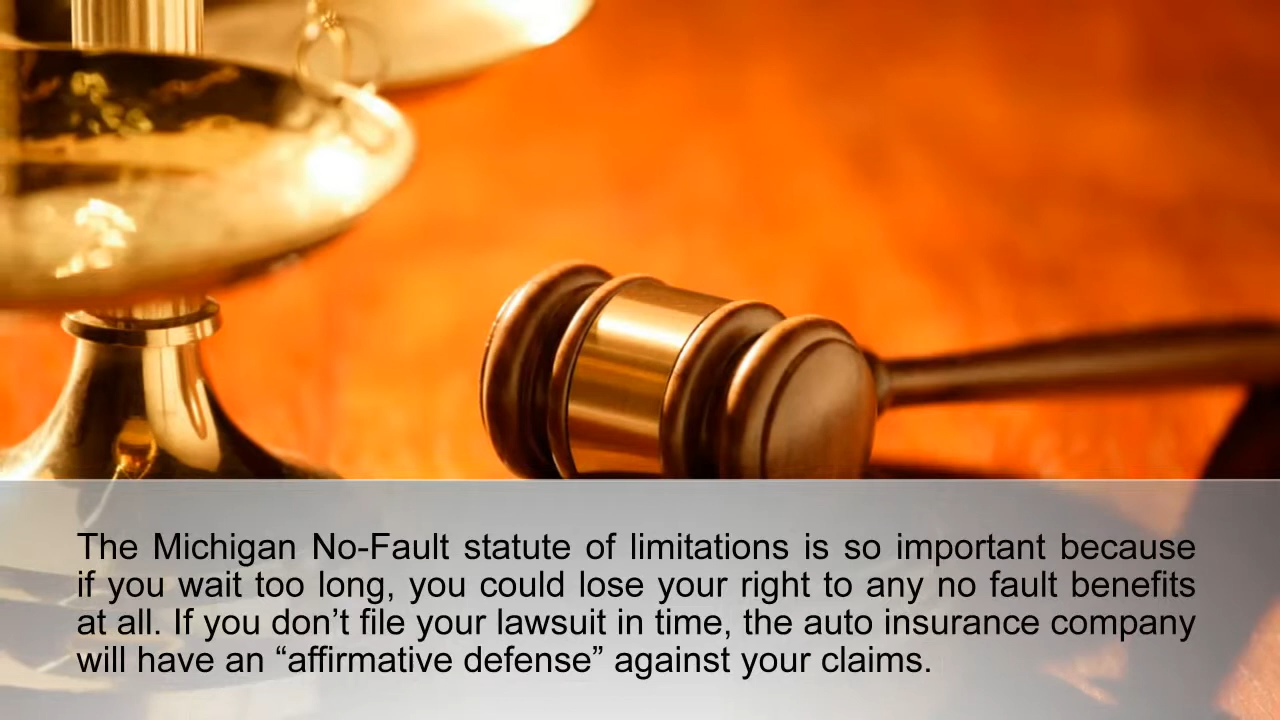 The Michigan No-Fault statute of limitations is so important because
if you wait too long, you could lose your right to any no fault benefits
at all. If you don’t file your lawsuit in time, the auto insurance company
will have an “affirmative defense” against your claims.